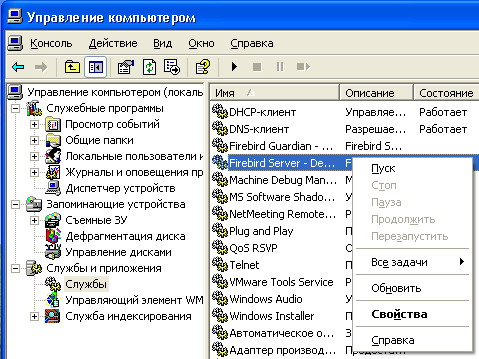 Управление компьютером
Консоль Действие Вид Окно Справка
Управление компьютером (локаль
Служебные программы
Просмотр событий
Общие папки
Локальные пользователи и
Журналы и оповещения пр
Диспетчер устройств
Запоминающие устройства
Съемные ЗУ
Дефрагментация диска
Управление дисками
Службы и приложения
Службы
Управляющий элемент WM
Служба индексирования
Имя Описание Состояние
DHCP-клиент Управляе... Работает
DNS-клиент Разрешае... Работает
Firebird Guardian - ... Firebird S...
Firebird Server - De... F
Machine Debug Man...
MS Software Shado...
NetMeeting Remote...
Plug and Play
QoS RSVP
Telnet
VMware Tools Service
Windows Audio
Windows Installer
Автоматическое о
Адаптер производ
Пуск
Стоп
Пауза
Продолжить
Перезапустить
Все задачи
Обновить
Свойства
Справка